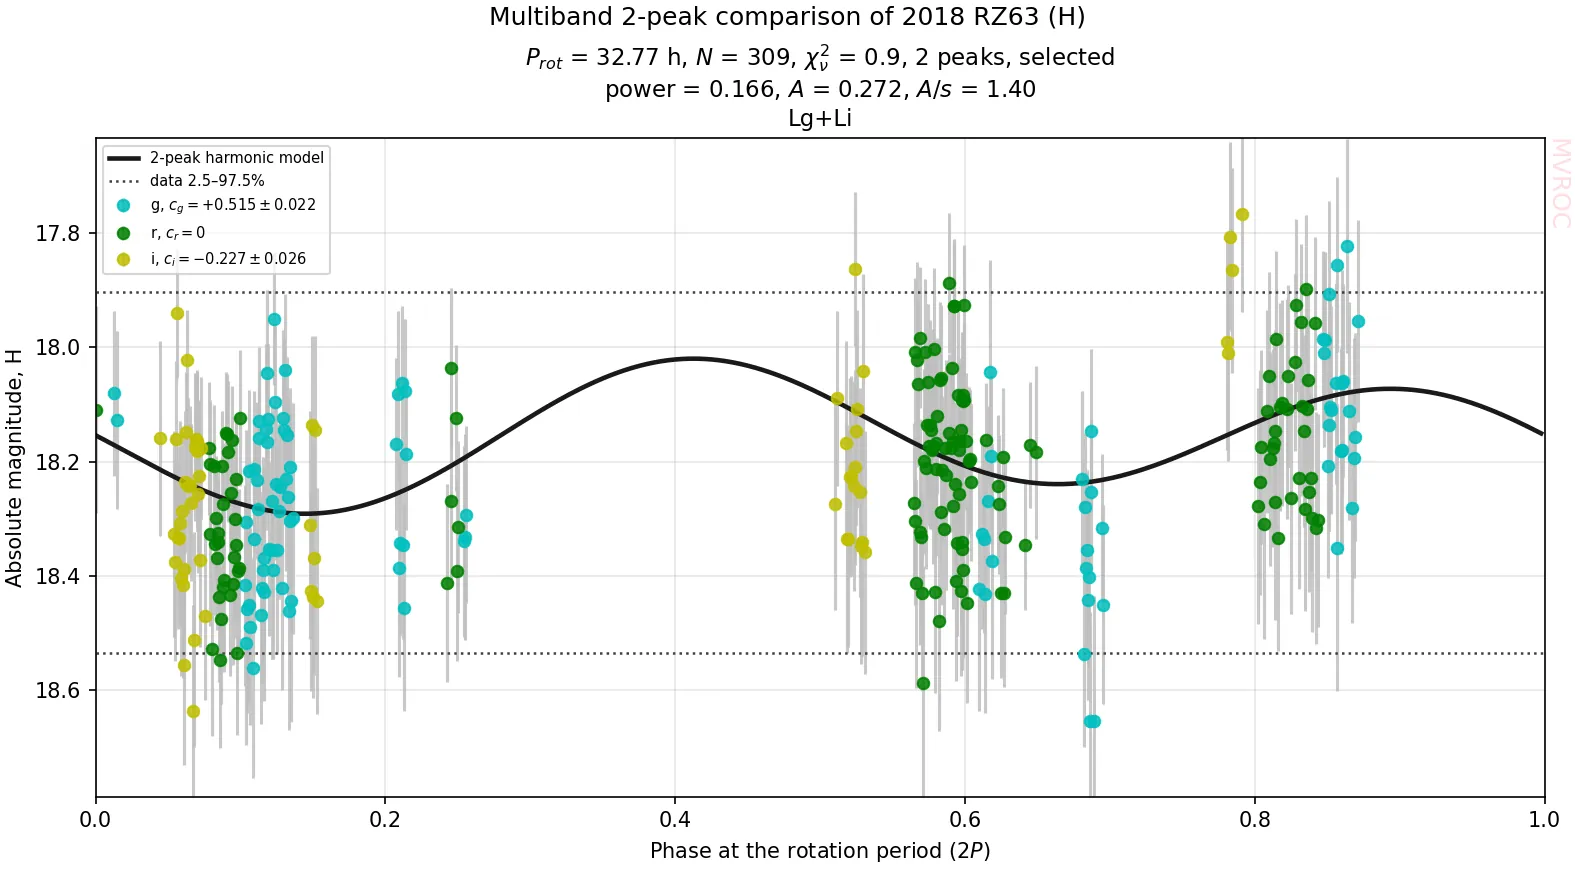 Multiband 2-peak comparison of 2018 RZ63 (H)
P_rot = 32.77 h, N = 309, χ²_ν = 0.9, 2 peaks, selected
power = 0.166, A = 0.272, A/s = 1.40
Lg+Li
2-peak harmonic model
data 2.5–97.5%
g, c_g = +0.515 ± 0.022
r, c_r = 0
i, c_i = −0.227 ± 0.026
MVROC
Absolute magnitude, H
17.8
18.0
18.2
18.4
18.6
0.0 0.2 0.4 0.6 0.8 1.0
Phase at the rotation period (2P)